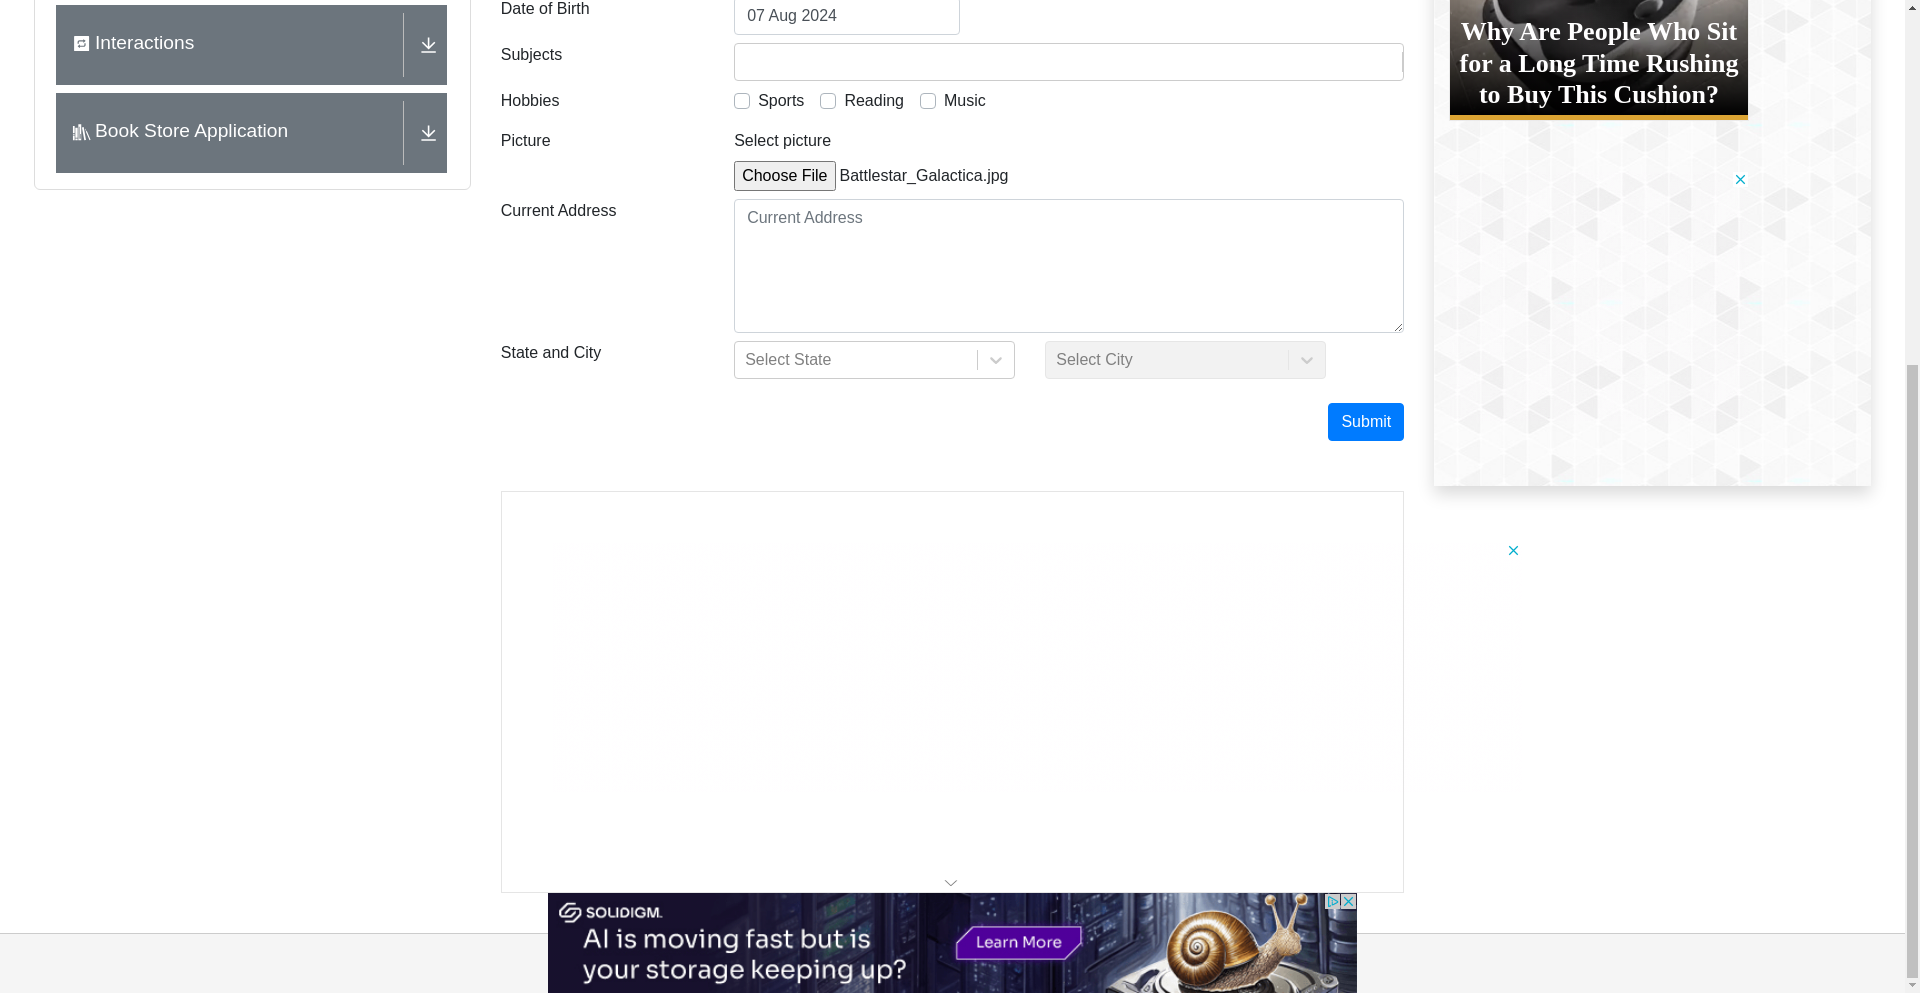 Date of Birth
07 Aug 2024
Interactions
Subjects
Hobbies
Sports
Reading
Music
Book Store Application
Picture
Select picture
Choose File
Battlestar_Galactica.jpg
Current Address
Current Address
State and City
Select State
Select City
Submit
Why Are People Who Sit
for a Long Time Rushing
to Buy This Cushion?
SOLIDIGM.
AI is moving fast but is
your storage keeping up?
Learn More